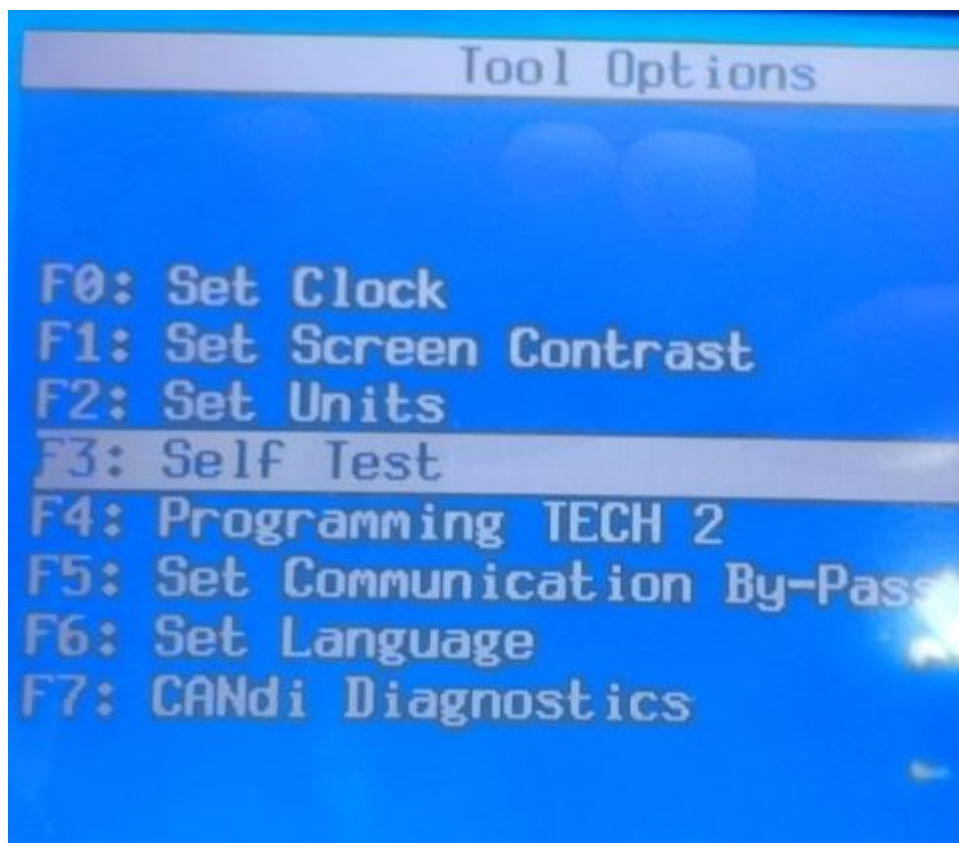 Tool Options
F0: Set Clock
F1: Set Screen Contrast
F2: Set Units
F3: Self Test
F4: Programming TECH 2
F5: Set Communication By-Pass
F6: Set Language
F7: CANdi Diagnostics